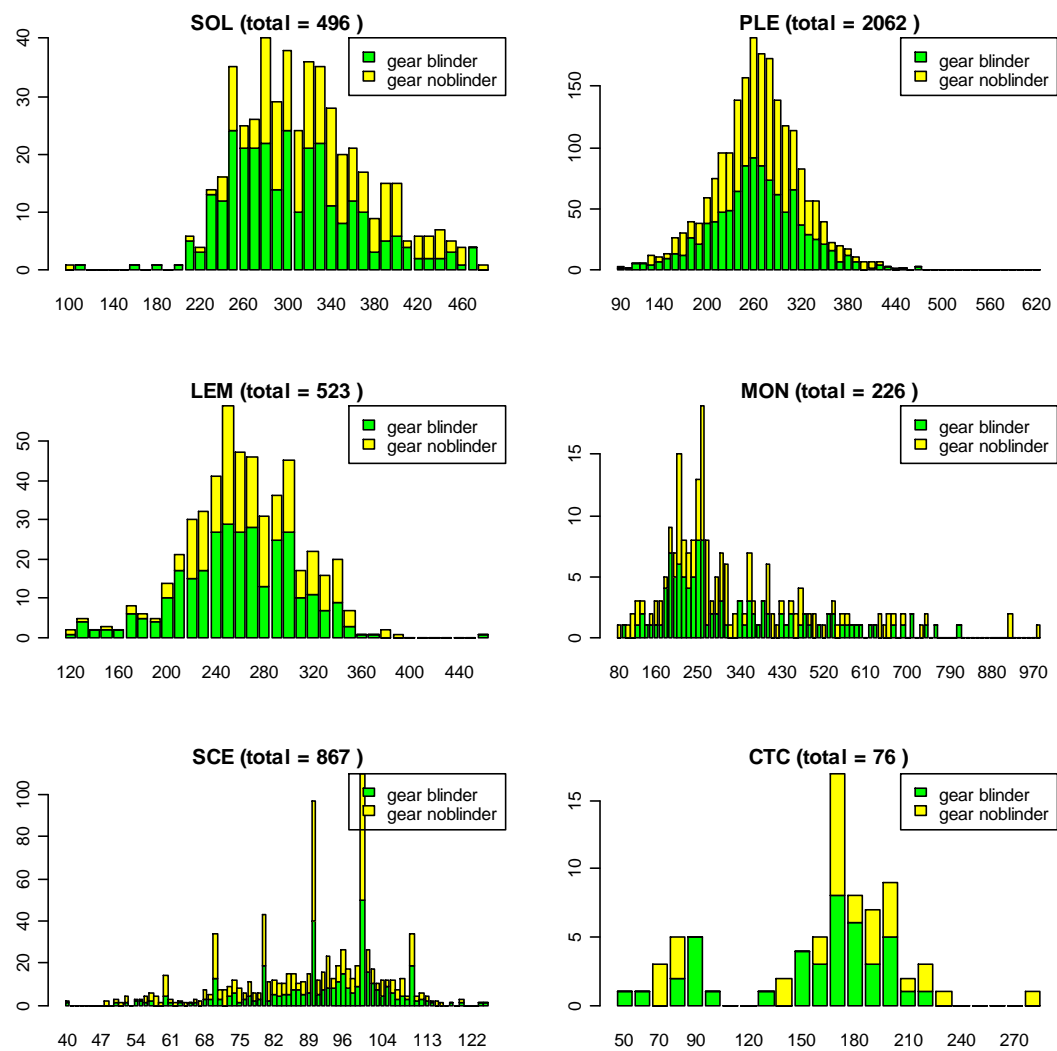 SOL (total = 496 )
gear blinder
gear noblinder
40
30
20
10
0
100 140 180 220 260 300 340 380 420 460
PLE (total = 2062 )
gear blinder
gear noblinder
150
100
50
0
90 140 200 260 320 380 440 500 560 620
LEM (total = 523 )
gear blinder
gear noblinder
50
40
30
20
10
0
120 160 200 240 280 320 360 400 440
MON (total = 226 )
gear blinder
gear noblinder
15
10
5
0
80 160 250 340 430 520 610 700 790 880 970
SCE (total = 867 )
gear blinder
gear noblinder
100
80
60
40
20
0
40 47 54 61 68 75 82 89 96 104 113 122
CTC (total = 76 )
gear blinder
gear noblinder
15
10
5
0
50 70 90 120 150 180 210 240 270